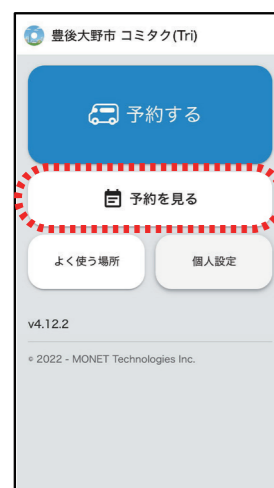 豊後大野市 コミタク(Tri)
予約する
予約を見る
よく使う場所
個人設定
v4.12.2
© 2022 - MONET Technologies Inc.